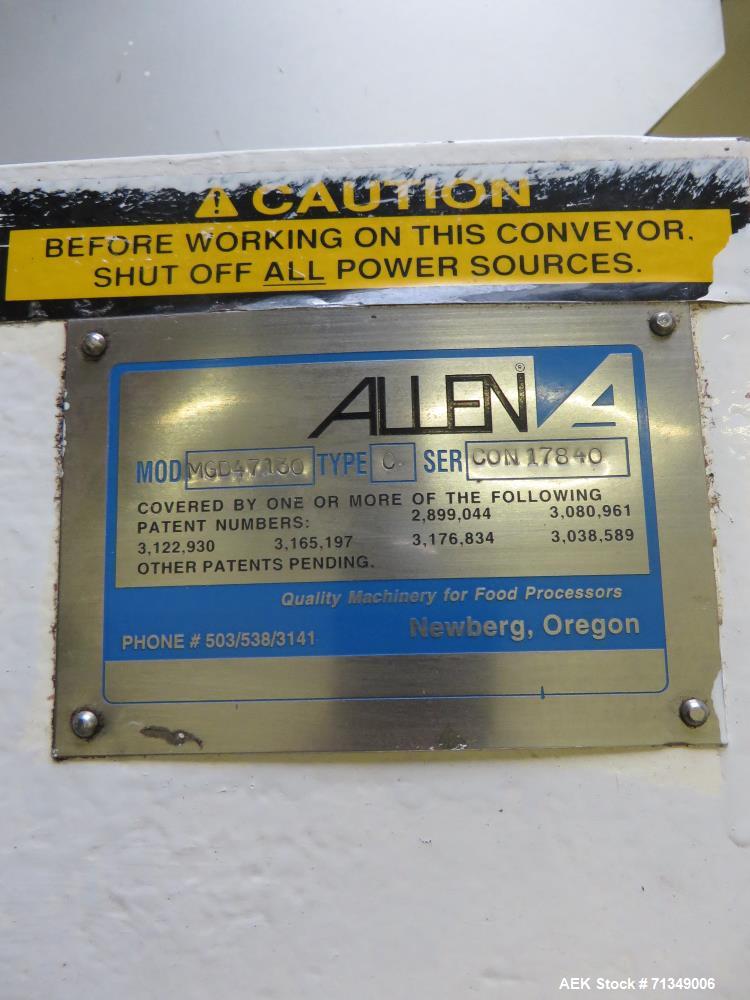 CAUTION
BEFORE WORKING ON THIS CONVEYOR,
SHUT OFF ALL POWER SOURCES.
ALLEN ®
MOD MGD47130 TYPE C SER CON 17840
COVERED BY ONE OR MORE OF THE FOLLOWING
PATENT NUMBERS: 2,899,044 3,080,961
3,122,930 3,165,197 3,176,834 3,038,589
OTHER PATENTS PENDING.
Quality Machinery for Food Processors
PHONE # 503/538/3141 Newberg, Oregon
AEK Stock # 71349006